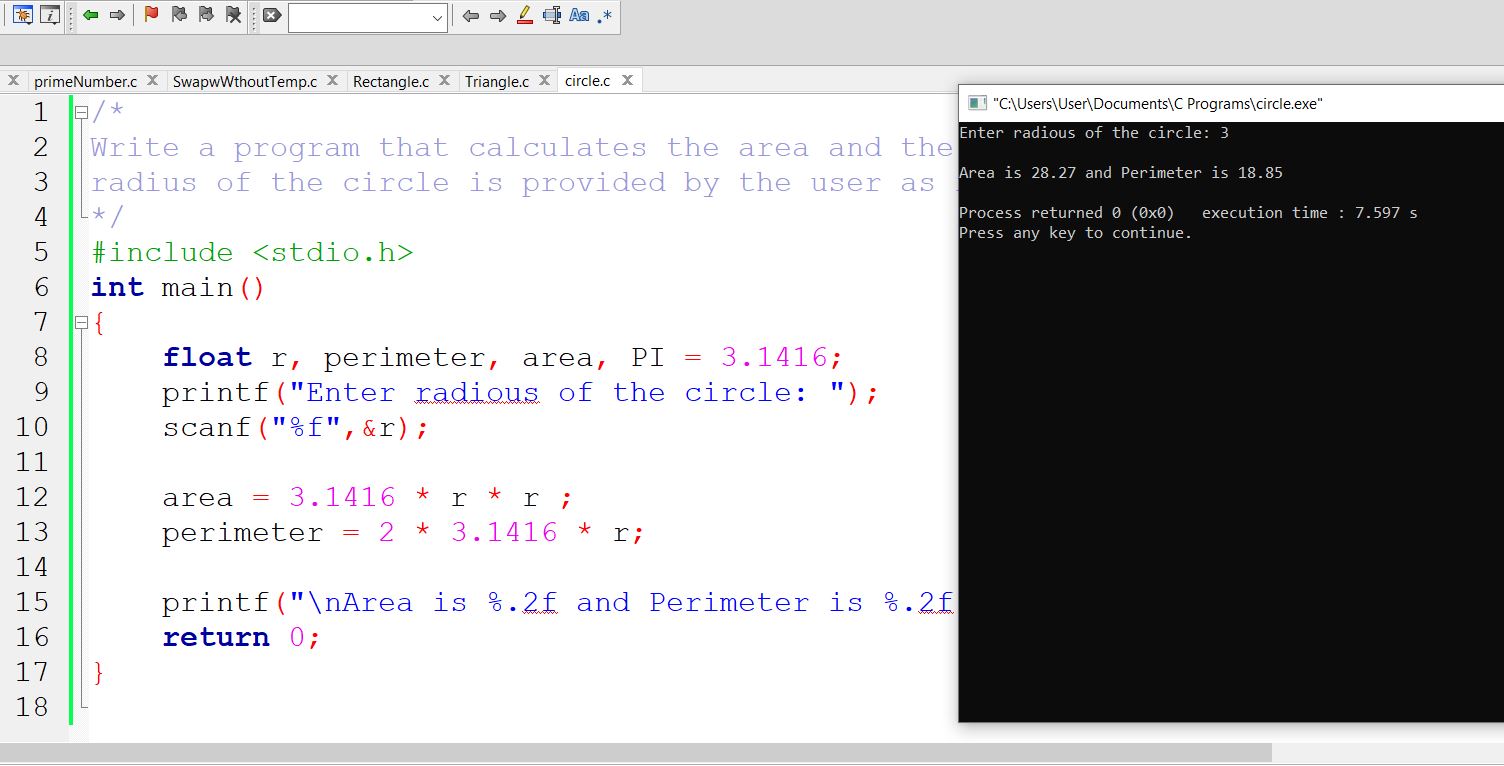 Aa .*
primeNumber.c SwapwWthoutTemp.c Rectangle.c Triangle.c circle.c
1 /*
2 Write a program that calculates the area and the
3 radius of the circle is provided by the user as
4 */
5 #include <stdio.h>
6 int main()
7 {
8 float r, perimeter, area, PI = 3.1416;
9 printf("Enter radious of the circle: ");
10 scanf("%f",&r);
11
12 area = 3.1416 * r * r ;
13 perimeter = 2 * 3.1416 * r;
14
15 printf("\nArea is %.2f and Perimeter is %.2f
16 return 0;
17 }
18
"C:\Users\User\Documents\C Programs\circle.exe"
Enter radious of the circle: 3
Area is 28.27 and Perimeter is 18.85
Process returned 0 (0x0) execution time : 7.597 s
Press any key to continue.